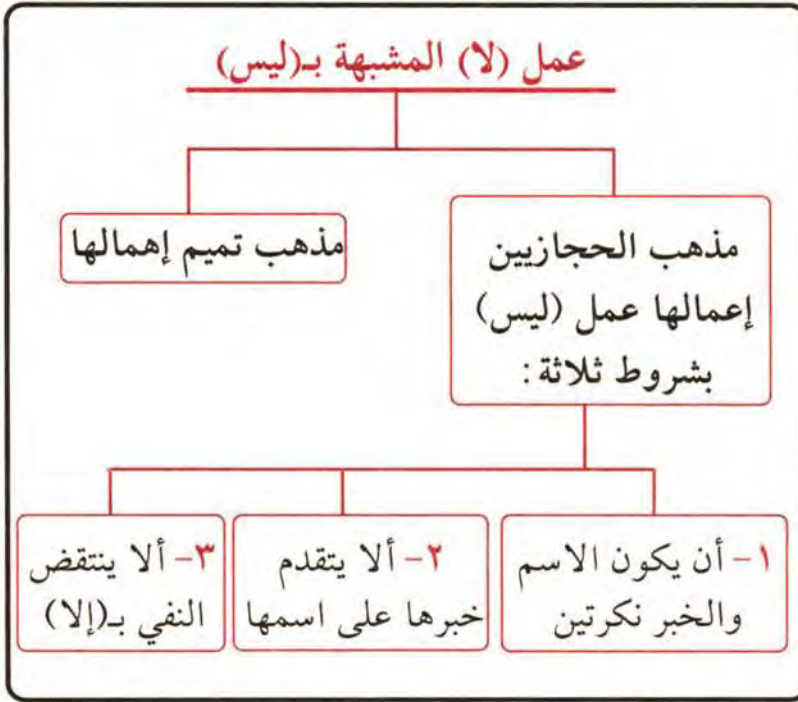 عمل (لا) المشبهة بـ(ليس)
مذهب الحجازيين
إعمالها عمل (ليس)
بشروط ثلاثة:
مذهب تميم إهمالها
١- أن يكون الاسم
والخبر نكرتين
٢- ألا يتقدم
خبرها على اسمها
٣- ألا ينتقض
النفي بـ(إلا)